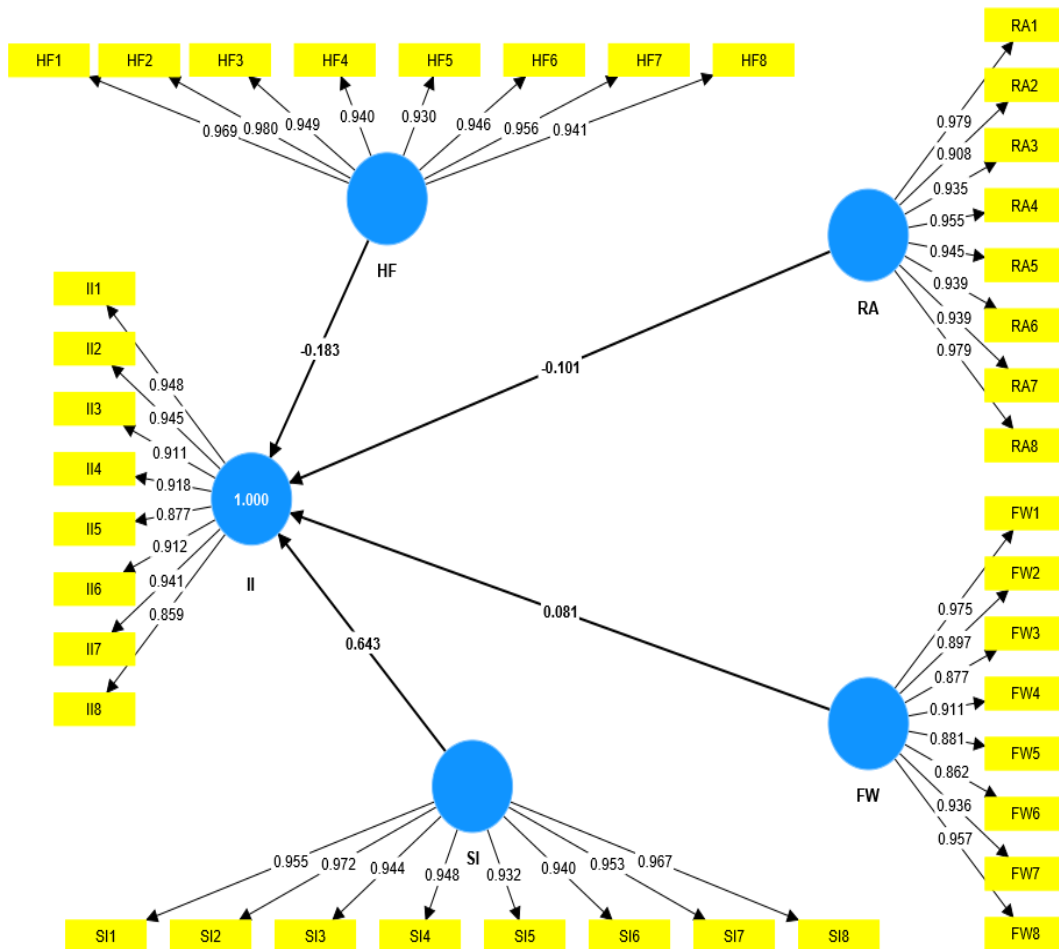 RA1
HF1 HF2 HF3 HF4 HF5 HF6 HF7 HF8
RA2
RA3
RA4
RA5
RA6
RA7
RA8
0.969 0.980 0.949 0.940 0.930 0.946 0.956 0.941
0.979
0.908
0.935
0.955
0.945
0.939
0.939
0.979
HF
RA
II1
II2
II3
II4
II5
II6
II7
II8
-0.183
-0.101
0.948
0.945
0.911
0.918
0.877
0.912
0.941
0.859
1.000
II
0.643
0.081
FW1
FW2
FW3
FW4
FW5
FW6
FW7
FW8
0.975
0.897
0.877
0.911
0.881
0.862
0.936
0.957
FW
SI
0.955 0.972 0.944 0.948 0.932 0.940 0.953 0.967
SI1 SI2 SI3 SI4 SI5 SI6 SI7 SI8